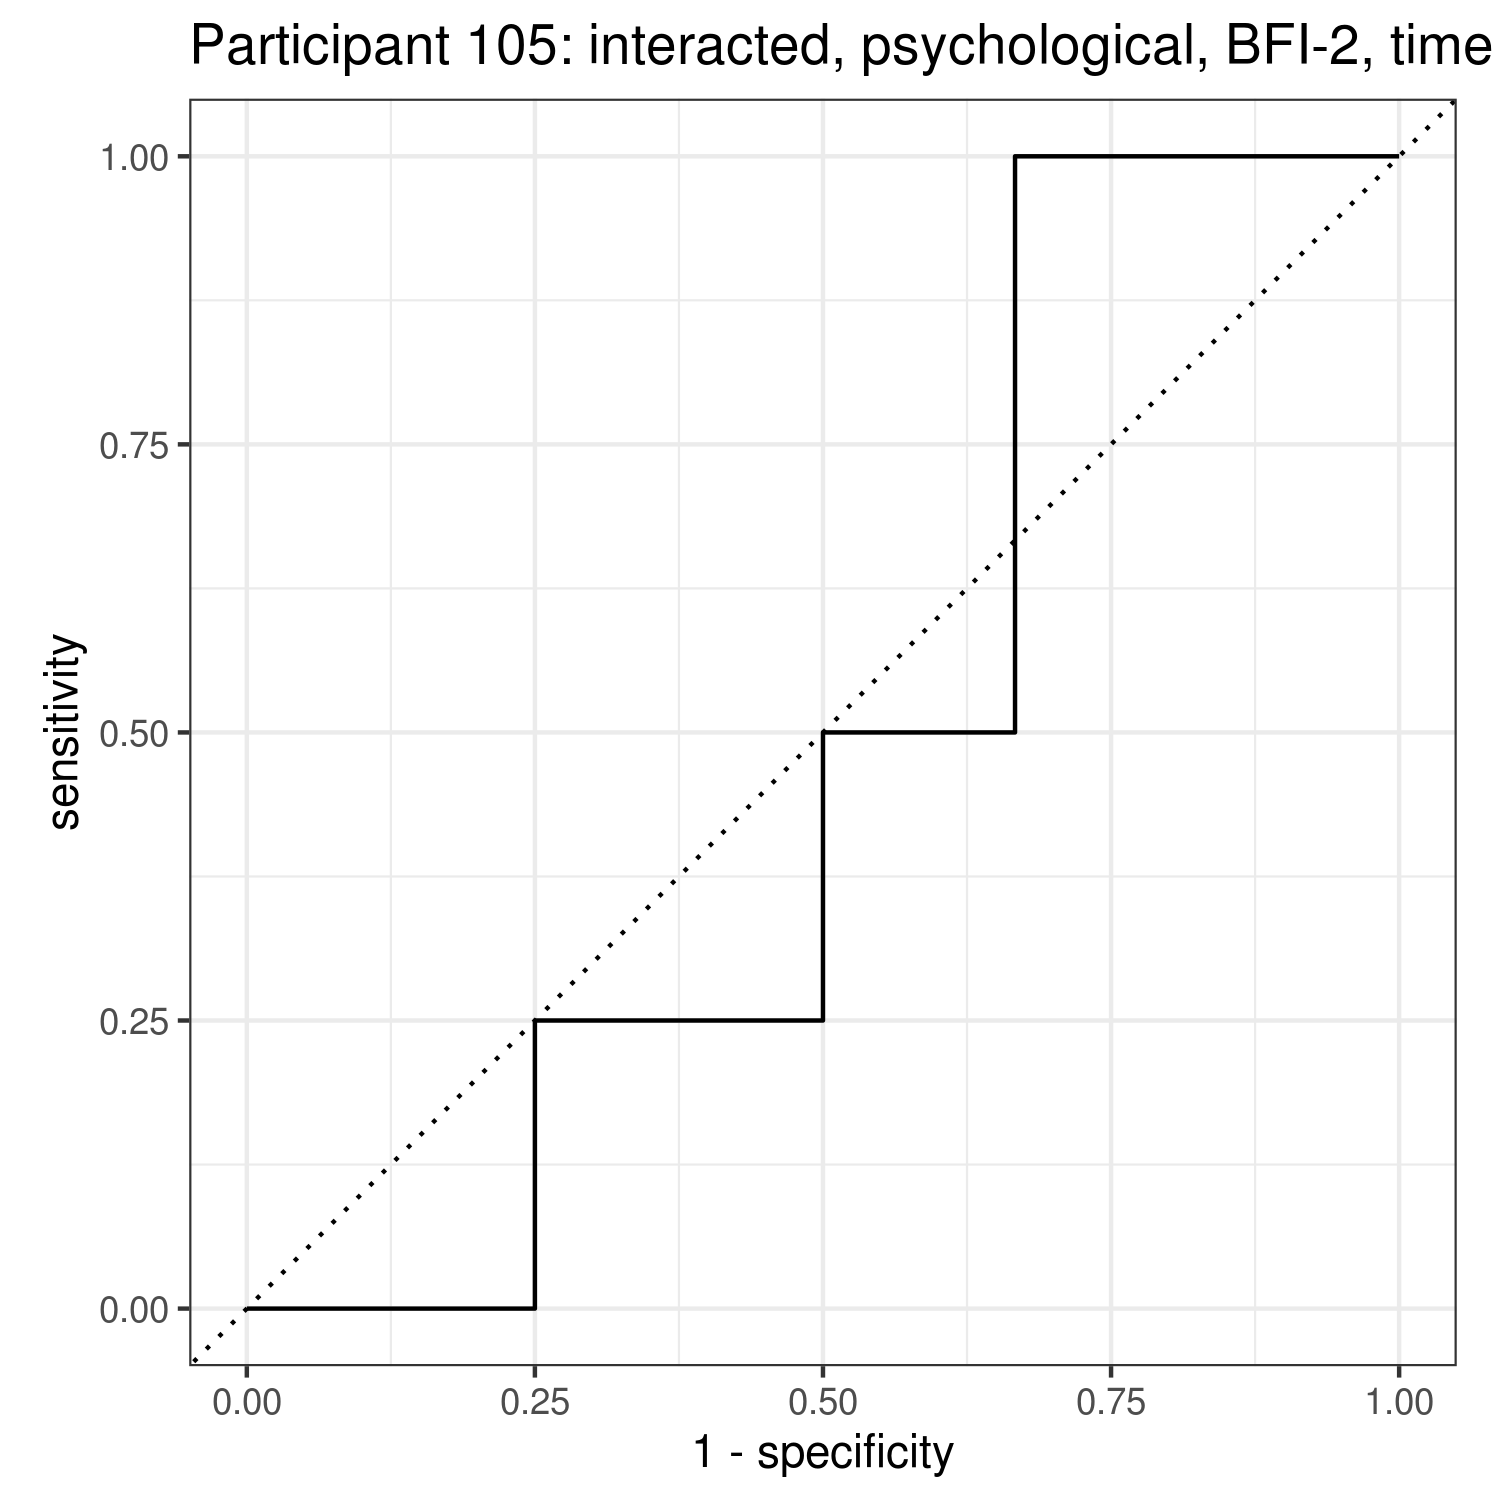 Participant 105: interacted, psychological, BFI-2, time
1.00
0.75
0.50
0.25
0.00
sensitivity
0.00 0.25 0.50 0.75 1.00
1 - specificity